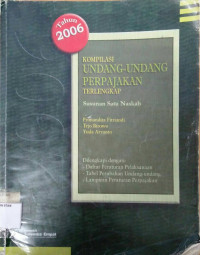 Tahun
2006
KOMPILASI
UNDANG-UNDANG
PERPAJAKAN
TERLENGKAP
Susunan Satu Naskah
Dilengkapi dengan:
Daftar Peraturan Pelaksanaan
Tabel Perubahan Undang-undang
Lampiran Peraturan Perpajakan